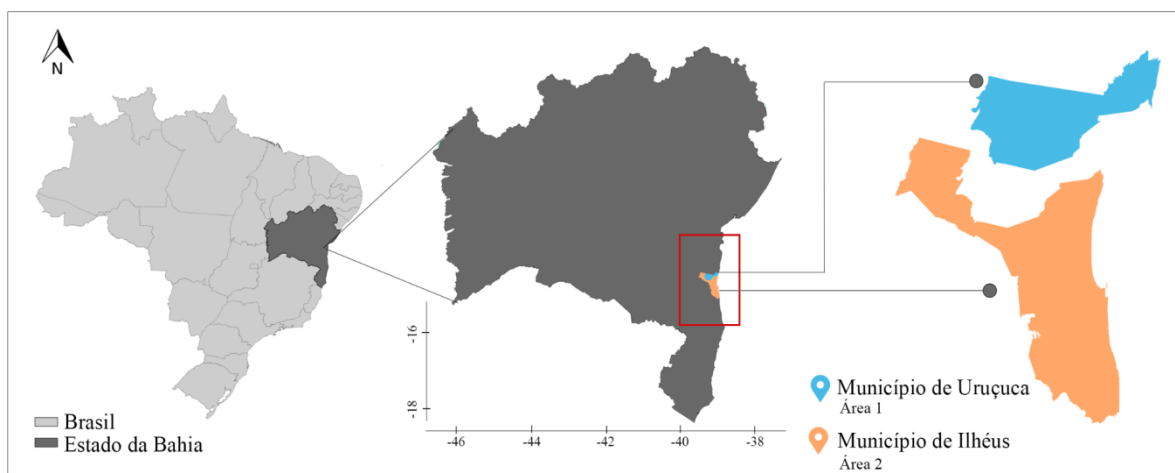 N
Brasil
Estado da Bahia
-16
-18
-46
-44
-42
-40
-38
Município de Uruçuca
Área 1
Município de Ilhéus
Área 2